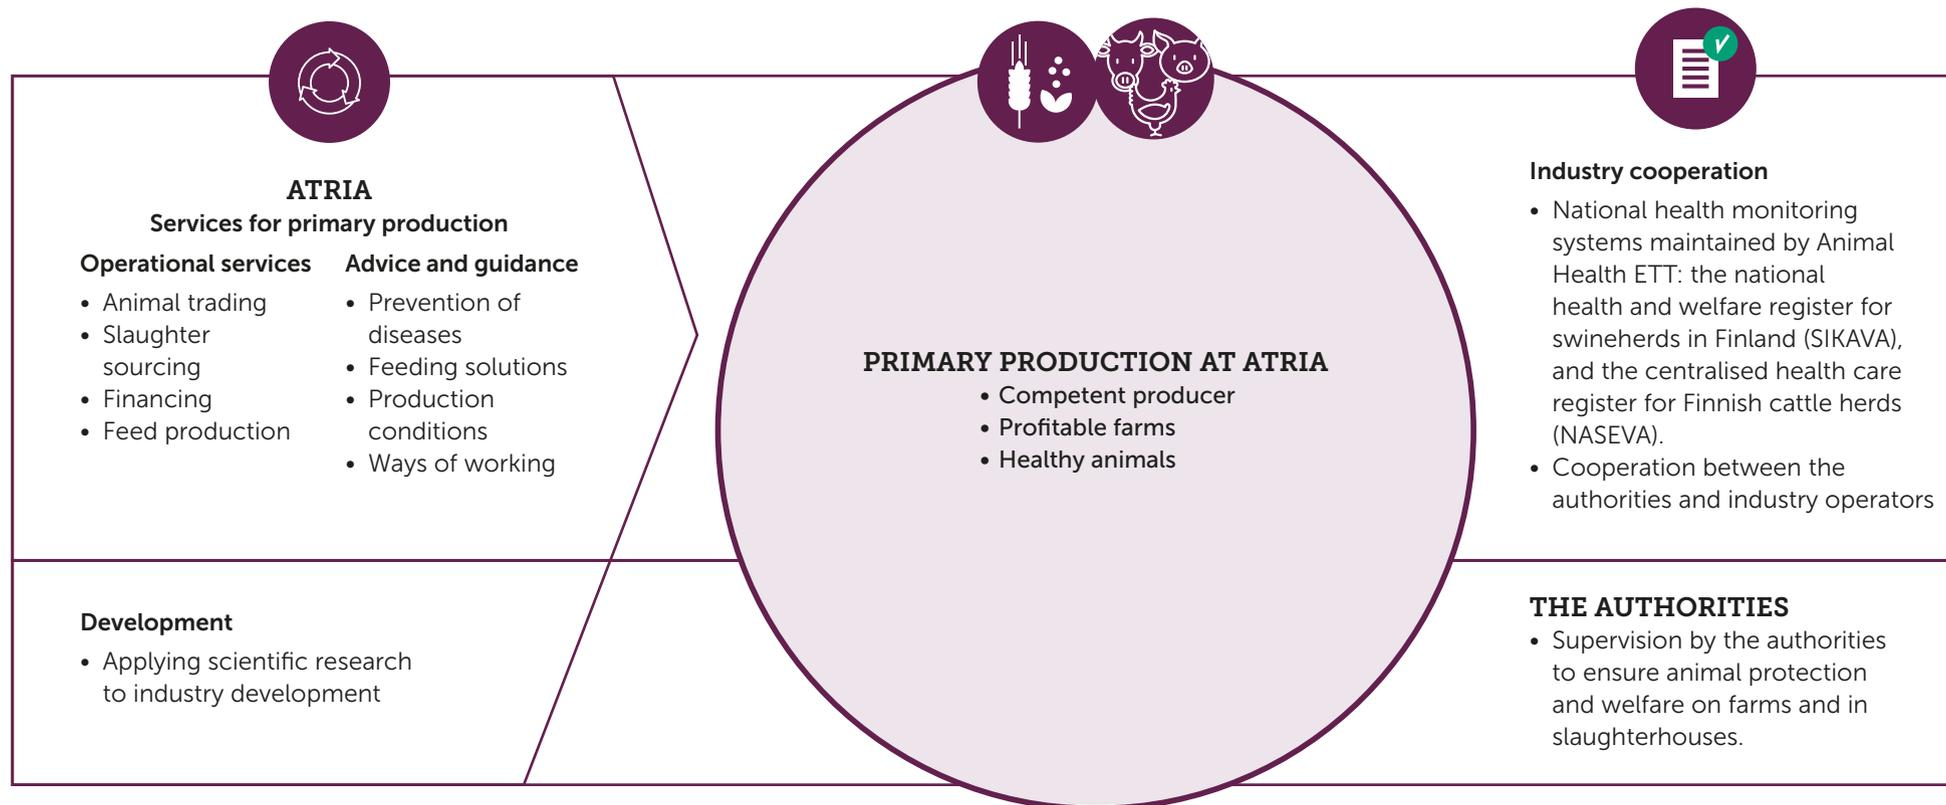 ATRIA
Services for primary production
Operational services
• Animal trading
• Slaughter
sourcing
• Financing
• Feed production
Advice and guidance
• Prevention of
diseases
• Feeding solutions
• Production
conditions
• Ways of working
Development
• Applying scientific research
to industry development
PRIMARY PRODUCTION AT ATRIA
• Competent producer
• Profitable farms
• Healthy animals
Industry cooperation
• National health monitoring
systems maintained by Animal
Health ETT: the national
health and welfare register for
swineherds in Finland (SIKAVA),
and the centralised health care
register for Finnish cattle herds
(NASEVA).
• Cooperation between the
authorities and industry operators
THE AUTHORITIES
• Supervision by the authorities
to ensure animal protection
and welfare on farms and in
slaughterhouses.